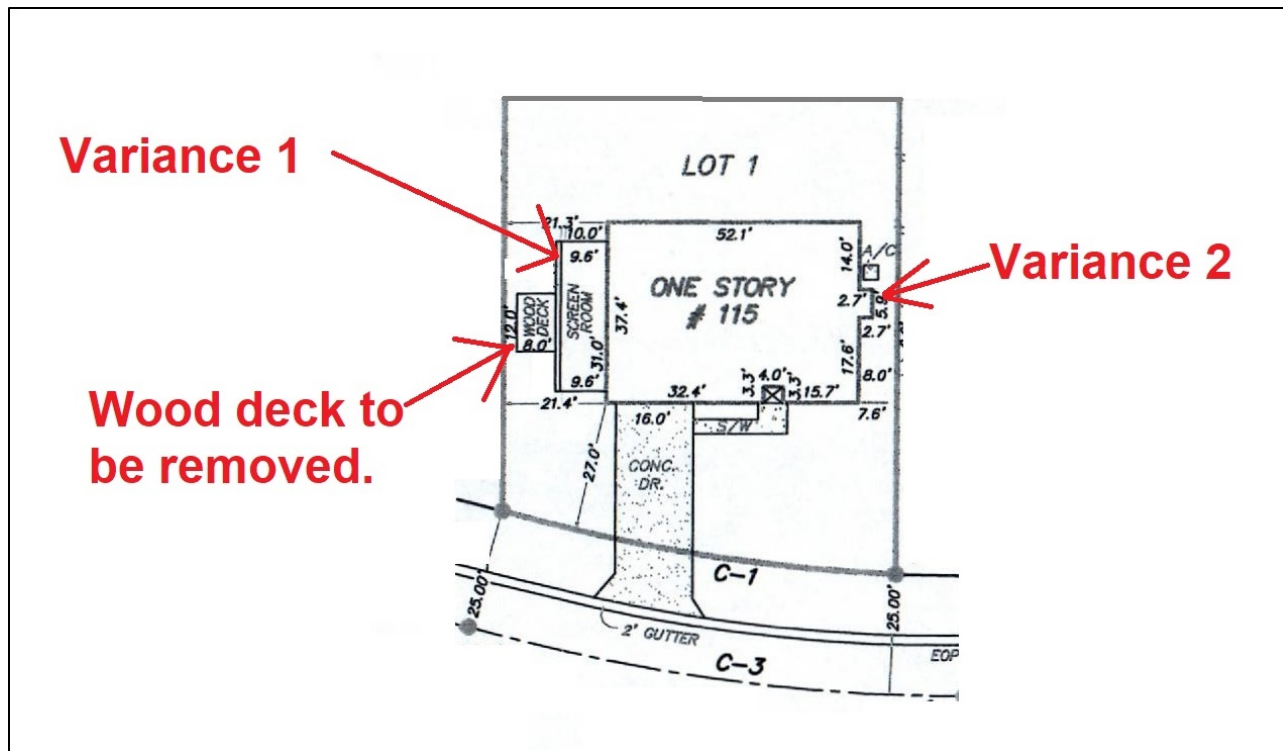 Variance 1
LOT 1
21.3'
10.0'
52.1'
9.6'
14.0'
A/C
Variance 2
ONE STORY
# 115
2.7'
5.9'
WOOD
DECK
SCREEN
ROOM
37.4'
12.0'
8.0'
31.0'
2.7'
17.6'
8.0'
9.6'
32.4'
3.3'
4.0'
3.3'
15.7'
Wood deck to
be removed.
21.4'
16.0'
S/W
7.6'
27.0'
CONC.
DR.
C-1
25.00'
25.00'
2' GUTTER
C-3
EOP